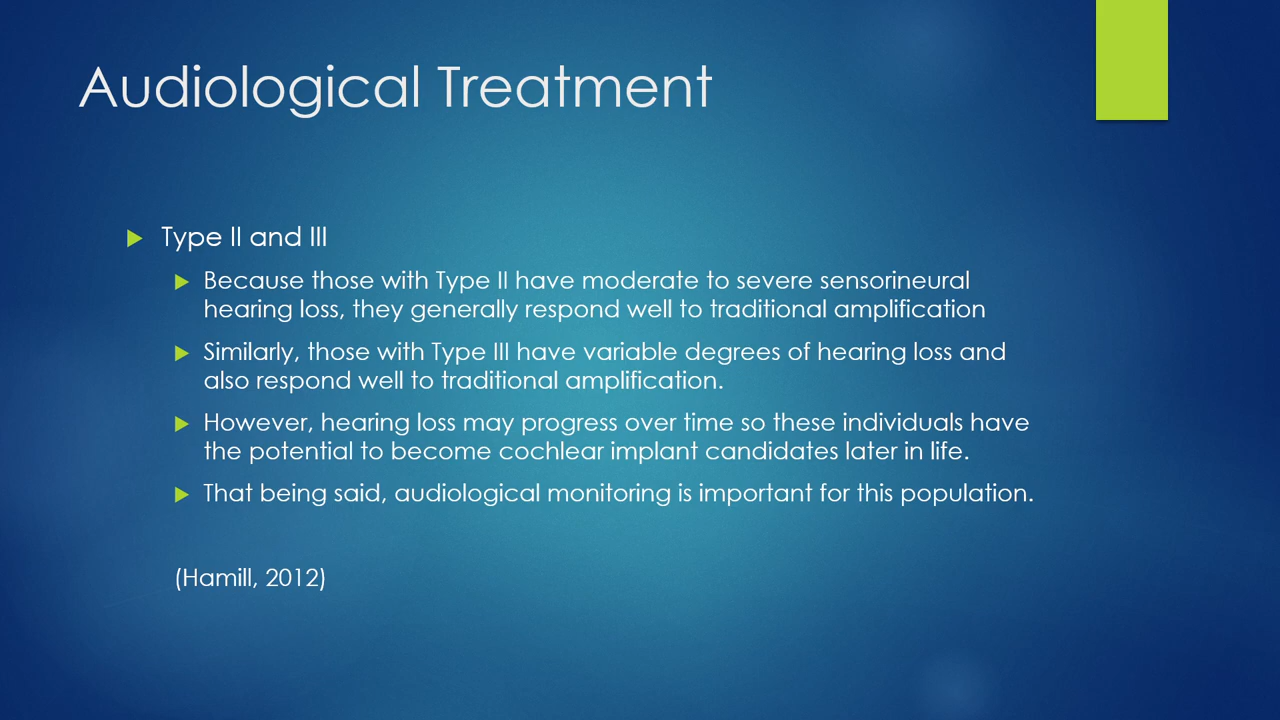 Audiological Treatment
Type II and III
Because those with Type II have moderate to severe sensorineural
hearing loss, they generally respond well to traditional amplification
Similarly, those with Type III have variable degrees of hearing loss and
also respond well to traditional amplification.
However, hearing loss may progress over time so these individuals have
the potential to become cochlear implant candidates later in life.
That being said, audiological monitoring is important for this population.
(Hamill, 2012)